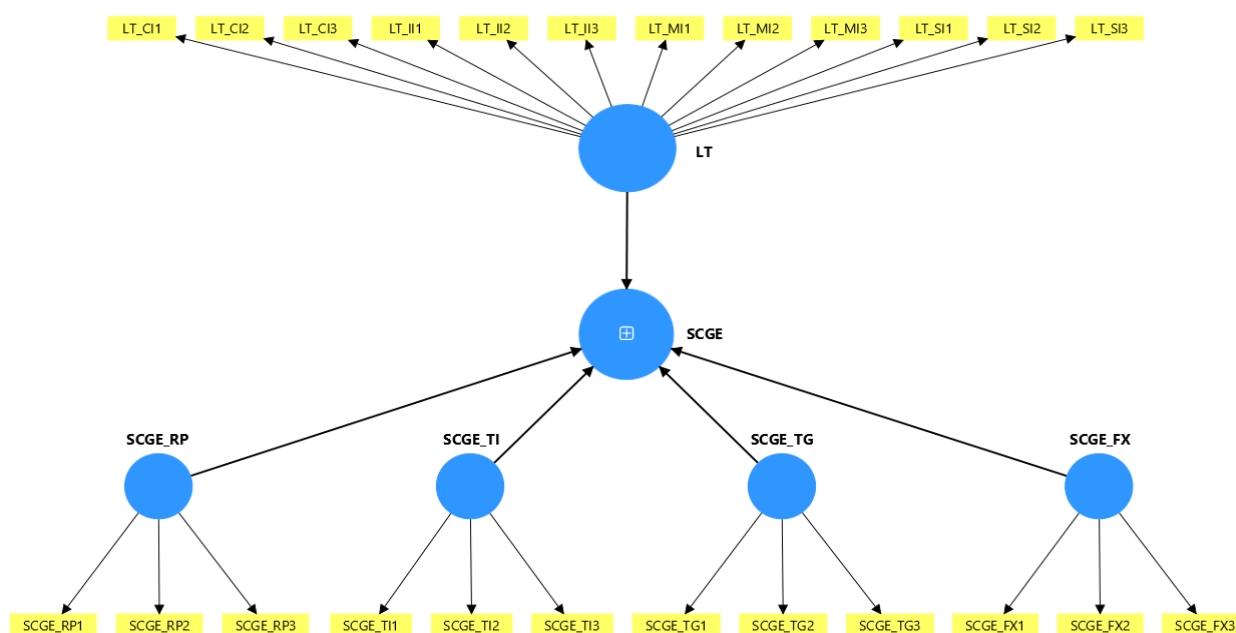 LT_CI1 LT_CI2 LT_CI3 LT_II1 LT_II2 LT_II3 LT_MI1 LT_MI2 LT_MI3 LT_SI1 LT_SI2 LT_SI3
LT
SCGE
SCGE_RP SCGE_TI SCGE_TG SCGE_FX
SCGE_RP1 SCGE_RP2 SCGE_RP3 SCGE_TI1 SCGE_TI2 SCGE_TI3 SCGE_TG1 SCGE_TG2 SCGE_TG3 SCGE_FX1 SCGE_FX2 SCGE_FX3